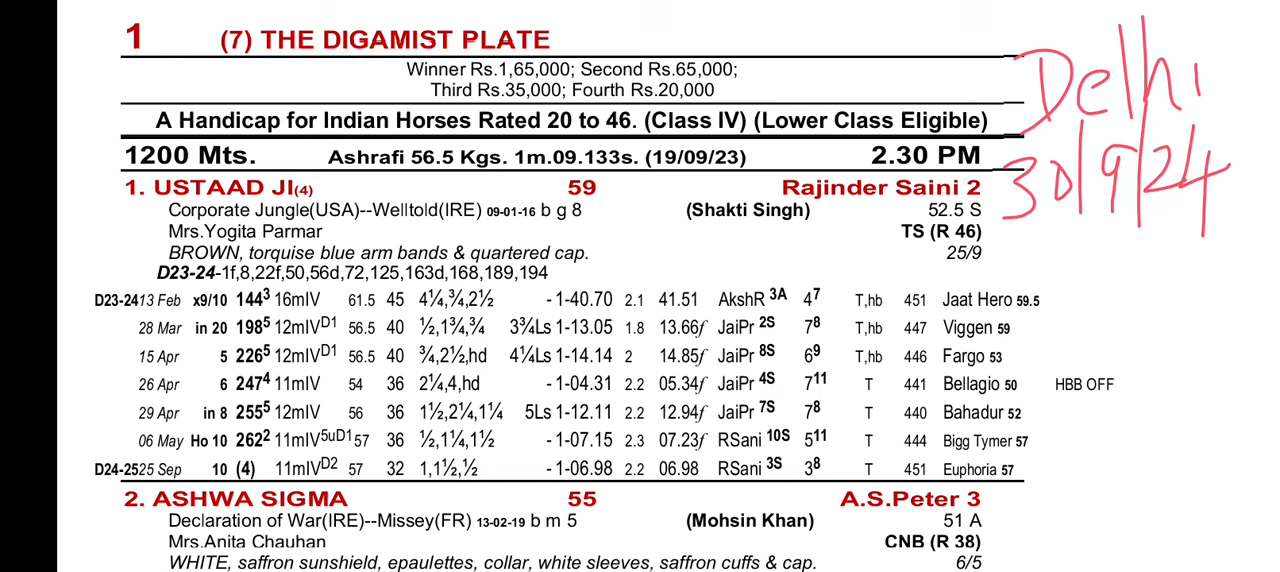 1 (7) THE DIGAMIST PLATE
Winner Rs.1,65,000; Second Rs.65,000;
Third Rs.35,000; Fourth Rs.20,000
A Handicap for Indian Horses Rated 20 to 46. (Class IV) (Lower Class Eligible)
1200 Mts. Ashrafi 56.5 Kgs. 1m.09.133s. (19/09/23) 2.30 PM
Delhi
30/9/24
1. USTAAD JI(4) 59 Rajinder Saini 2
Corporate Jungle(USA)--Welltold(IRE) 09-01-16 b g 8 (Shakti Singh) 52.5 S
Mrs.Yogita Parmar TS (R 46)
BROWN, torquise blue arm bands & quartered cap. 25/9
D23-24-1f,8,22f,50,56d,72,125,163d,168,189,194
D23-24 13 Feb x9/10 144³ 16mIV 61.5 45 4¼,¾,2½ - 1-40.70 2.1 41.51 AkshR 3A 4⁷ T,hb 451 Jaat Hero 59.5
28 Mar in 20 198⁵ 12mIVD1 56.5 40 ½,1¾,¾ 3¾Ls 1-13.05 1.8 13.66f JaiPr 2S 7⁸ T,hb 447 Viggen 59
15 Apr 5 226⁵ 12mIVD1 56.5 40 ¾,2½,hd 4¼Ls 1-14.14 2 14.85f JaiPr 8S 6⁹ T,hb 446 Fargo 53
26 Apr 6 247⁴ 11mIV 54 36 2¼,4,hd - 1-04.31 2.2 05.34f JaiPr 4S 7¹¹ T 441 Bellagio 50 HBB OFF
29 Apr in 8 255⁵ 12mIV 56 36 1½,2¼,1¼ 5Ls 1-12.11 2.2 12.94f JaiPr 7S 7⁸ T 440 Bahadur 52
06 May Ho 10 262² 11mIV5uD1 57 36 ½,1¼,1½ - 1-07.15 2.3 07.23f RSani 10S 5¹¹ T 444 Bigg Tymer 57
D24-25 25 Sep 10 (4) 11mIVD2 57 32 1,1½,½ - 1-06.98 2.2 06.98 RSani 3S 3⁸ T 451 Euphoria 57
2. ASHWA SIGMA 55 A.S.Peter 3
Declaration of War(IRE)--Missey(FR) 13-02-19 b m 5 (Mohsin Khan) 51 A
Mrs.Anita Chauhan CNB (R 38)
WHITE, saffron sunshield, epaulettes, collar, white sleeves, saffron cuffs & cap. 6/5